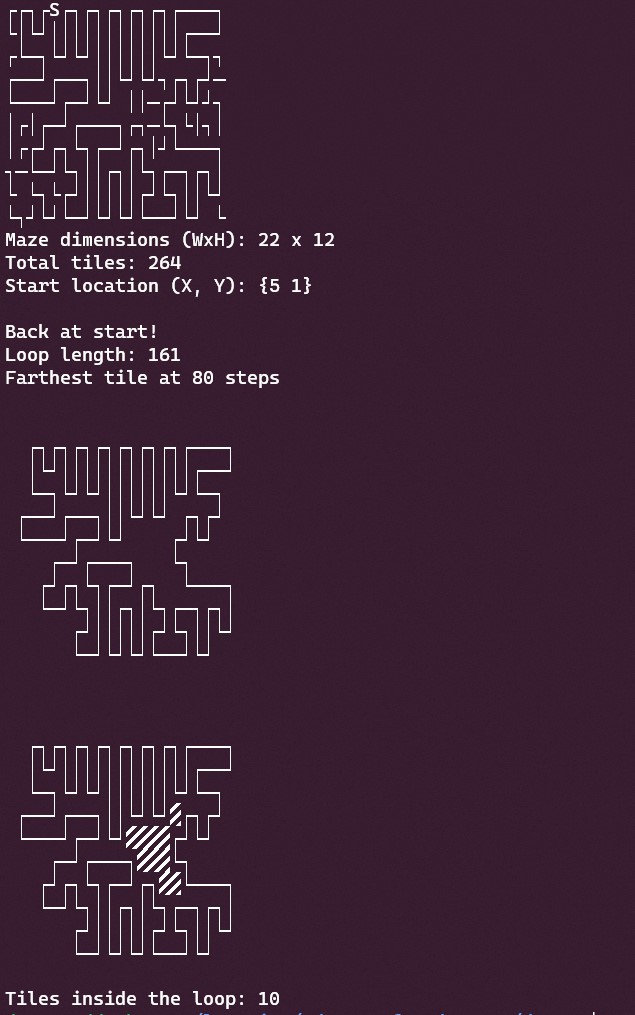 S
Maze dimensions (WxH): 22 x 12
Total tiles: 264
Start location (X, Y): {5 1}
Back at start!
Loop length: 161
Farthest tile at 80 steps
Tiles inside the loop: 10